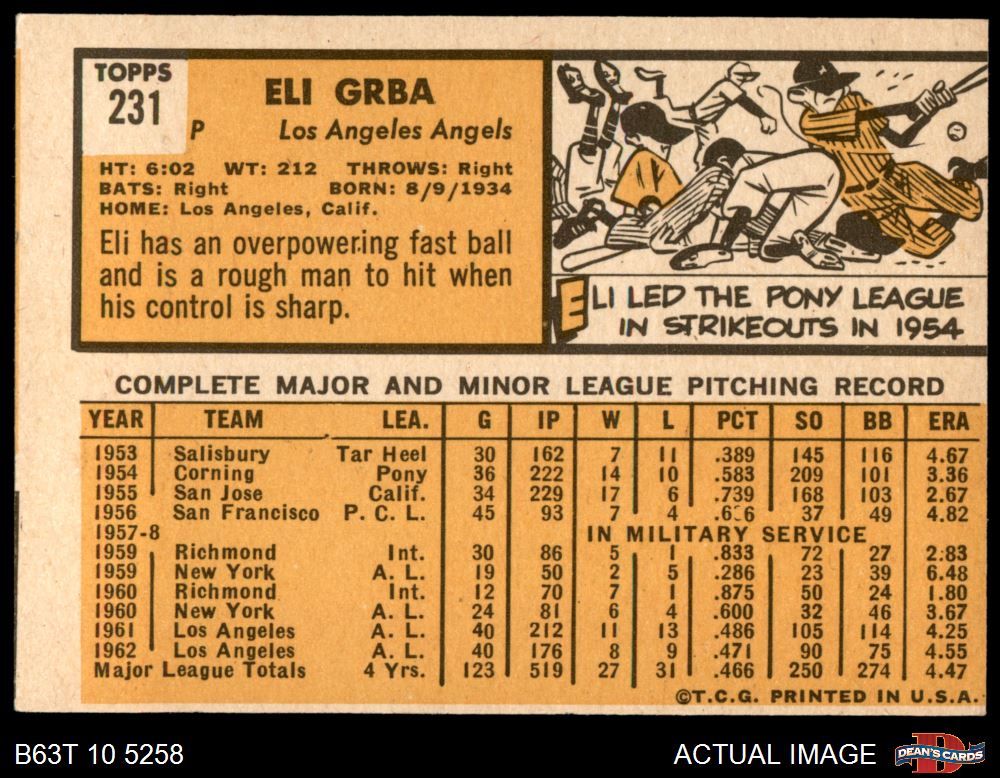 TOPPS
231
ELI GRBA
P Los Angeles Angels
HT: 6:02 WT: 212 THROWS: Right
BATS: Right BORN: 8/9/1934
HOME: Los Angeles, Calif.
Eli has an overpowering fast ball
and is a rough man to hit when
his control is sharp.
ELI LED THE PONY LEAGUE
IN STRIKEOUTS IN 1954
COMPLETE MAJOR AND MINOR LEAGUE PITCHING RECORD
YEAR TEAM LEA. G IP W L PCT SO BB ERA
1953 Salisbury Tar Heel 30 162 7 11 .389 145 116 4.67
1954 Corning Pony 36 222 14 10 .583 209 101 3.36
1955 San Jose Calif. 34 229 17 6 .739 168 103 2.67
1956 San Francisco P. C. L. 45 93 7 4 37 49 4.82
1957-8 IN MILITARY SERVICE
1959 Richmond Int. 30 86 5 1 .833 72 27 2.83
1959 New York A. L. 19 50 2 5 .286 23 39 6.48
1960 Richmond Int. 12 70 7 1 .875 50 24 1.80
1960 New York A. L. 24 81 6 4 .600 32 46 3.67
1961 Los Angeles A. L. 40 212 11 13 .486 105 114 4.25
1962 Los Angeles A. L. 40 176 8 9 .471 90 75 4.55
Major League Totals 4 Yrs. 123 519 27 31 .466 250 274 4.47
©T.C.G. PRINTED IN U.S.A.
B63T 10 5258 ACTUAL IMAGE
DEAN'S CARDS